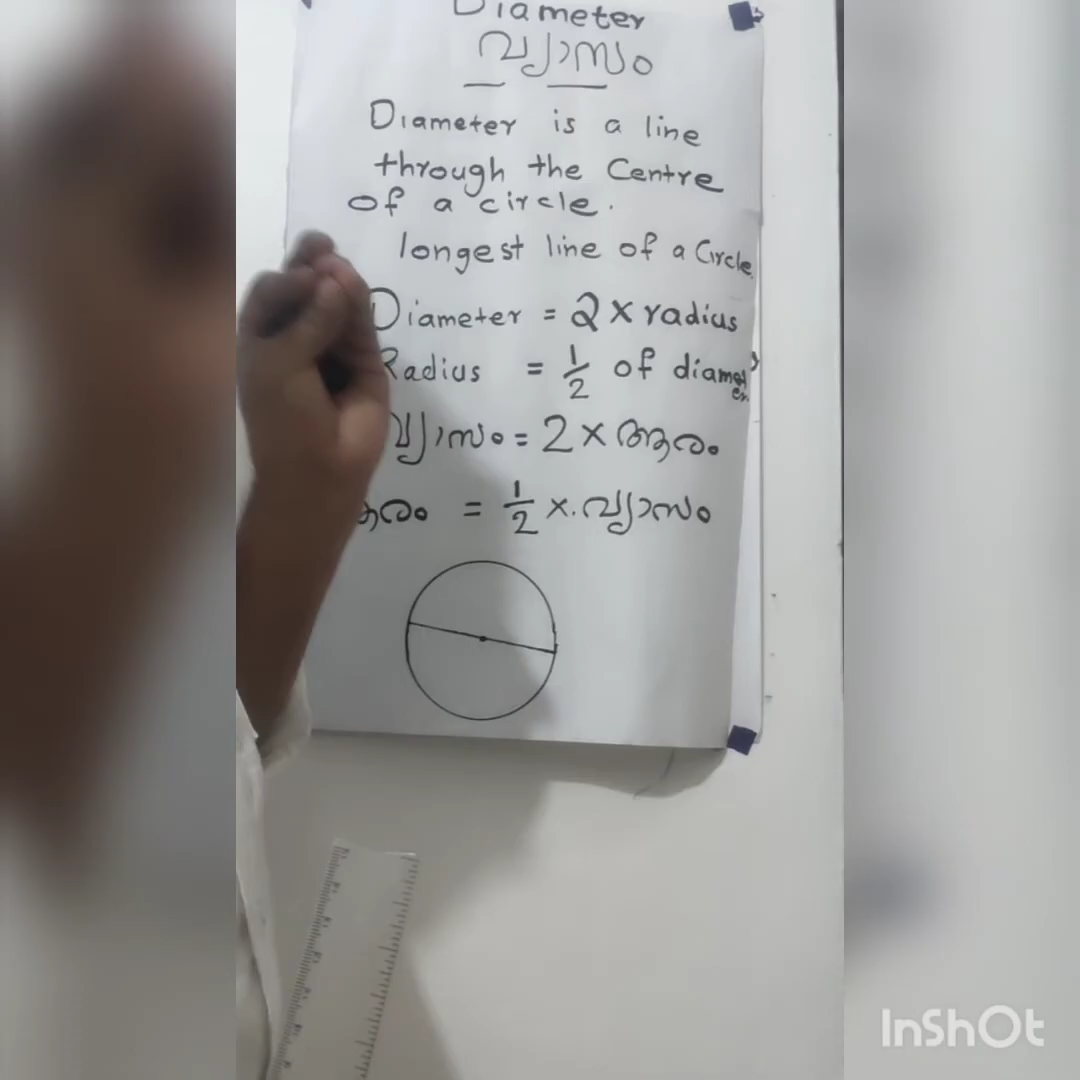 Diameter
വ്യാസം
Diameter is a line
through the Centre
of a circle.
longest line of a Circle.
Diameter = 2 x radius
Radius = 1/2 of diameter.
വ്യാസം = 2 x ആരം
ആരം = 1/2 x. വ്യാസം
InShOt